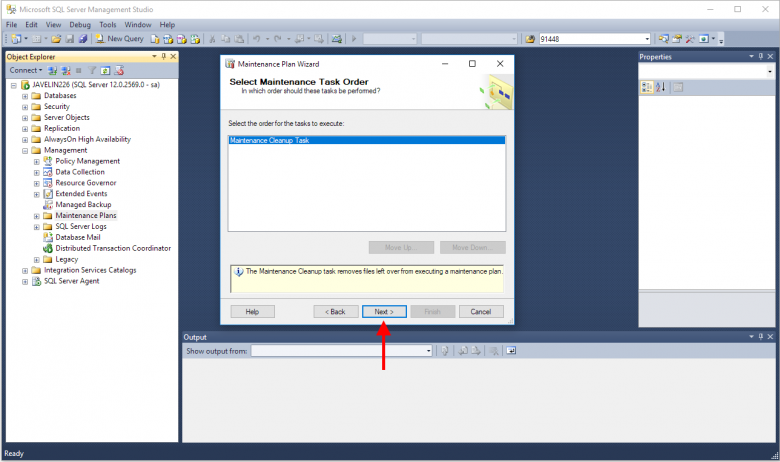 Microsoft SQL Server Management Studio
File Edit View Debug Tools Window Help
New Query
91448
Object Explorer
Connect
JAVELIN226 (SQL Server 12.0.2569.0 - sa)
Databases
Security
Server Objects
Replication
AlwaysOn High Availability
Management
Policy Management
Data Collection
Resource Governor
Extended Events
Managed Backup
Maintenance Plans
SQL Server Logs
Database Mail
Distributed Transaction Coordinator
Legacy
Integration Services Catalogs
SQL Server Agent
Maintenance Plan Wizard
Select Maintenance Task Order
In which order should these tasks be performed?
Select the order for the tasks to execute:
Maintenance Cleanup Task
Move Up... Move Down...
The Maintenance Cleanup task removes files left over from executing a maintenance plan.
Help < Back Next > Finish Cancel
Properties
Output
Show output from:
Ready